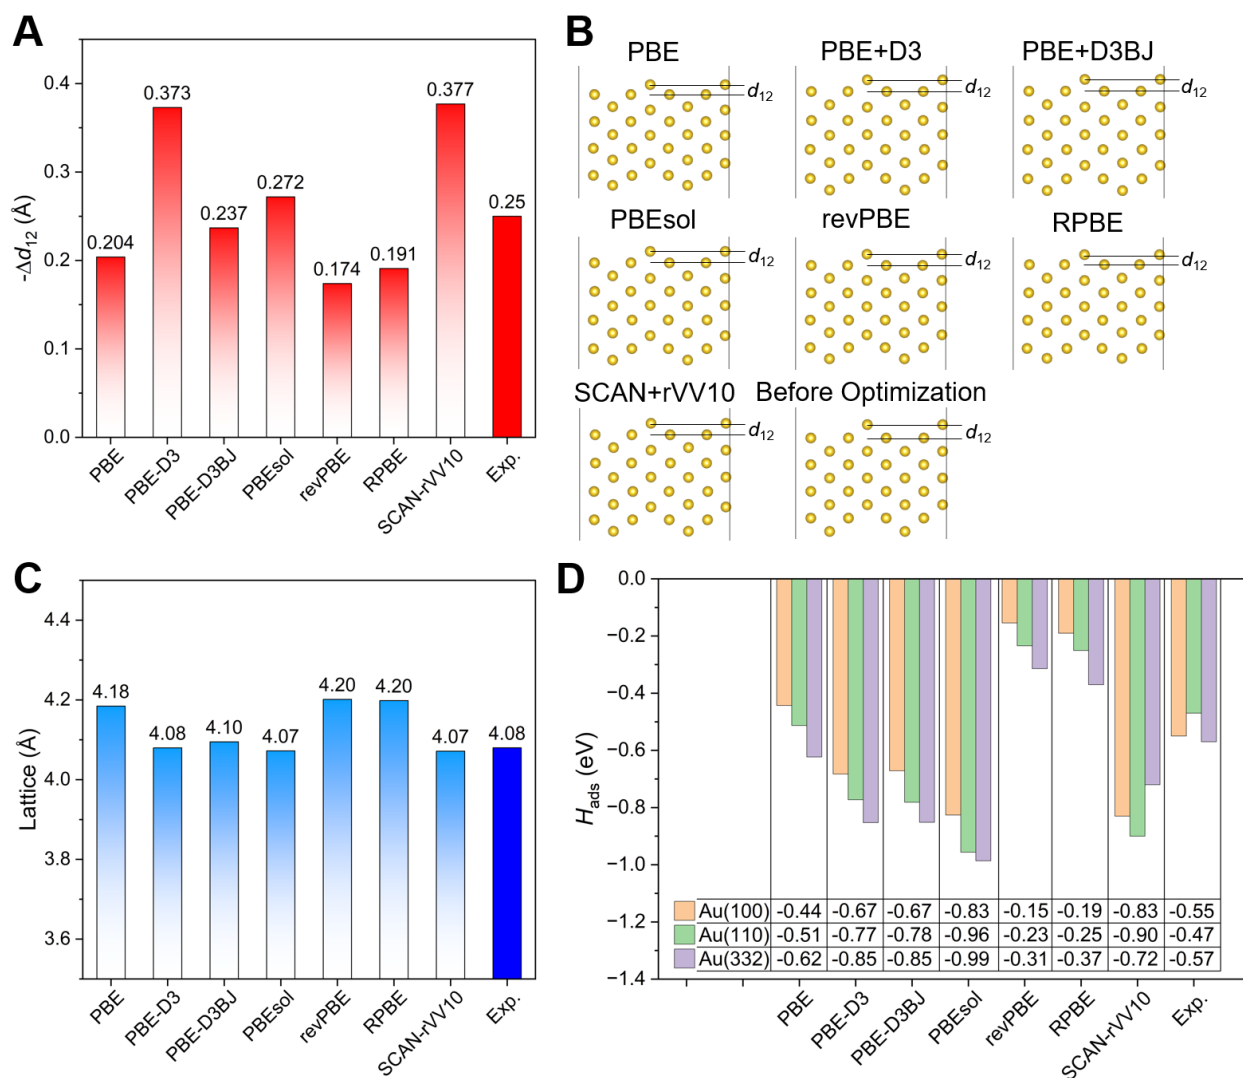 A
-Δd12 (Å)
0.4
0.3
0.2
0.1
0.0
0.204
0.373
0.237
0.272
0.174
0.191
0.377
0.25
PBE
PBE-D3
PBE-D3BJ
PBEsol
revPBE
RPBE
SCAN-rVV10
Exp.
B
PBE
d12
PBE+D3
d12
PBE+D3BJ
d12
PBEsol
d12
revPBE
d12
RPBE
d12
SCAN+rVV10
d12
Before Optimization
d12
C
Lattice (Å)
4.4
4.2
4.0
3.8
3.6
4.18
4.08
4.10
4.07
4.20
4.20
4.07
4.08
PBE
PBE-D3
PBE-D3BJ
PBEsol
revPBE
RPBE
SCAN-rVV10
Exp.
D
Hads (eV)
0.0
−0.2
−0.4
−0.6
−0.8
−1.0
−1.2
−1.4
Au(100) -0.44 -0.67 -0.67 -0.83 -0.15 -0.19 -0.83 -0.55
Au(110) -0.51 -0.77 -0.78 -0.96 -0.23 -0.25 -0.90 -0.47
Au(332) -0.62 -0.85 -0.85 -0.99 -0.31 -0.37 -0.72 -0.57
PBE
PBE-D3
PBE-D3BJ
PBEsol
revPBE
RPBE
SCAN-rVV10
Exp.